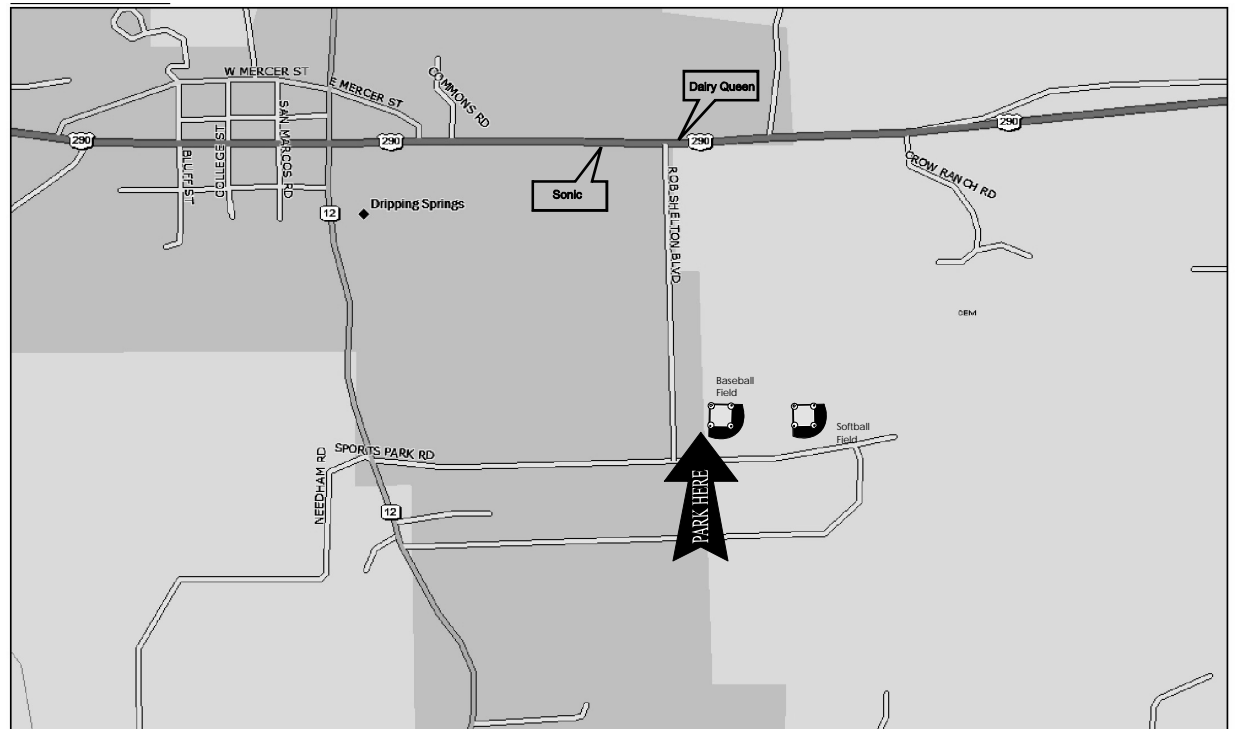 W MERCER ST
E MERCER ST
COMMONS RD
Dairy Queen
290
290
290
290
SAN MARCOS RD
COLLEGE ST
BLUFF ST
CROW RANCH RD
Sonic
ROB SHELTON BLVD
12
Dripping Springs
CEM
Baseball
Field
Softball
Field
SPORTS PARK RD
NEEDHAM RD
12
PARK HERE